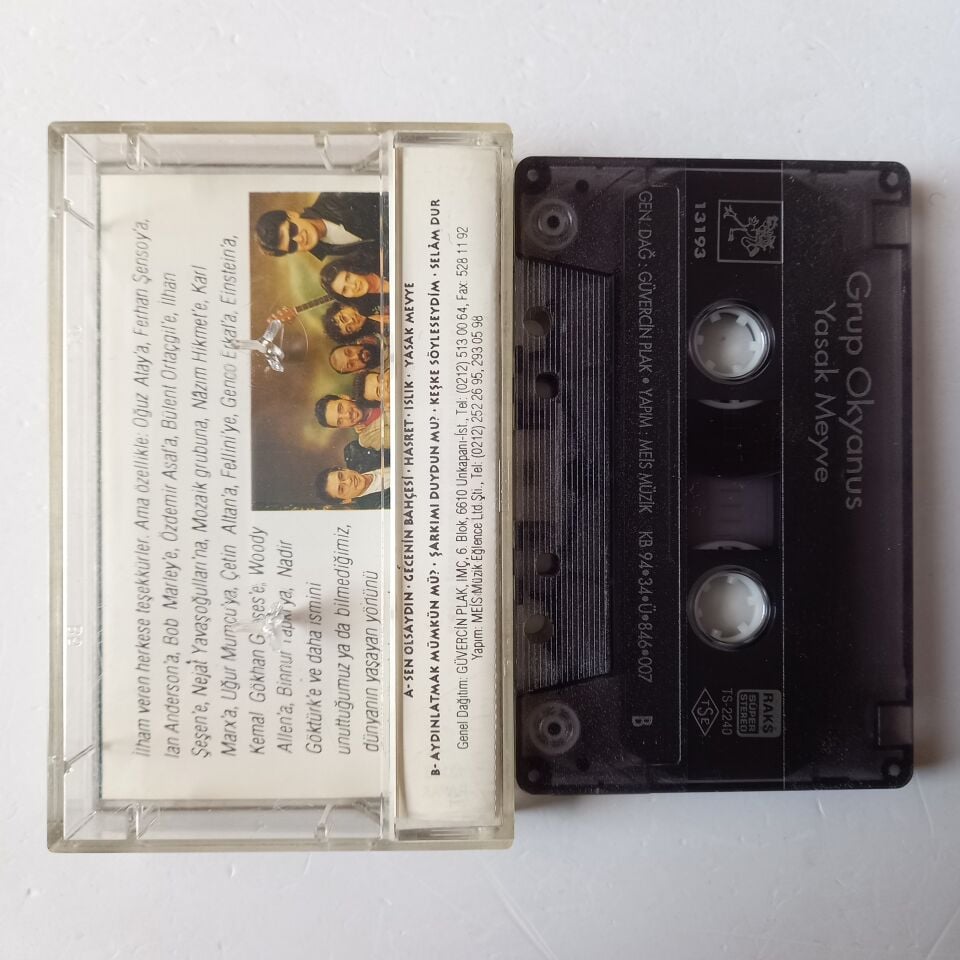 İlham veren herkese teşekkürler. Ama özellikle: Oğuz Atay'a, Ferhan Şensoy'a,
Ian Anderson'a, Bob Marley'e, Özdemir Asaf'a, Bülent Ortaçgil'e, İlhan
Şeşen'e, Nejat Yavaşoğulları'na, Mozaik grubuna, Nâzım Hikmet'e, Karl
Marx'a, Uğur Mumcu'ya, Çetin Altan'a, Fellini'ye, Genco Erkal'a, Einstein'a,
Kemal Gökhan Woody
Allen'a, Binnur Nadir
Göktürk'e ve daha ismini
unuttuğumuz ya da bilmediğimiz,
dünyanın yaşayan yönünü
A- SEN OLSAYDIN · GECENİN BAHÇESİ · HASRET · ISLIK · YASAK MEYVE
B- AYDINLATMAK MÜMKÜN MÜ? · ŞARKIMI DUYDUN MU? · KEŞKE SÖYLESEYDİM · SELÂM DUR
Genel Dağıtım: GÜVERCİN PLAK, İMÇ, 6. Blok, 6610 Unkapanı-İst., Tel: (0212) 513 00 64, Fax: 528 11 92
Yapım: MEİS Müzik Eğlence Ltd.Şti., Tel: (0212) 252 26 95, 293 05 98
GEN. DAĞ. : GÜVERCİN PLAK • YAPIM : MEİS MÜZİK KB 94•34•Ü•846•007
B
13193
TSE
RAKS
SUPER
STEREO
TS-2240
Grup Okyanus
Yasak Meyve